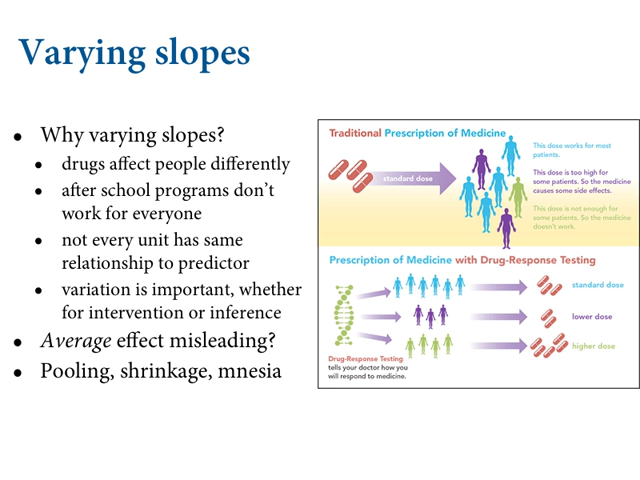 Varying slopes
• Why varying slopes?
• drugs affect people differently
• after school programs don't
work for everyone
• not every unit has same
relationship to predictor
• variation is important, whether
for intervention or inference
• Average effect misleading?
• Pooling, shrinkage, mnesia
Traditional Prescription of Medicine
standard dose
This dose works for most
patients.
This dose is too high for
some patients. So the medicine
causes some side effects.
This dose is not enough for
some patients. So the medicine
doesn't work.
Prescription of Medicine with Drug-Response Testing
standard dose
lower dose
higher dose
Drug-Response Testing
tells your doctor how you
will respond to medicine.